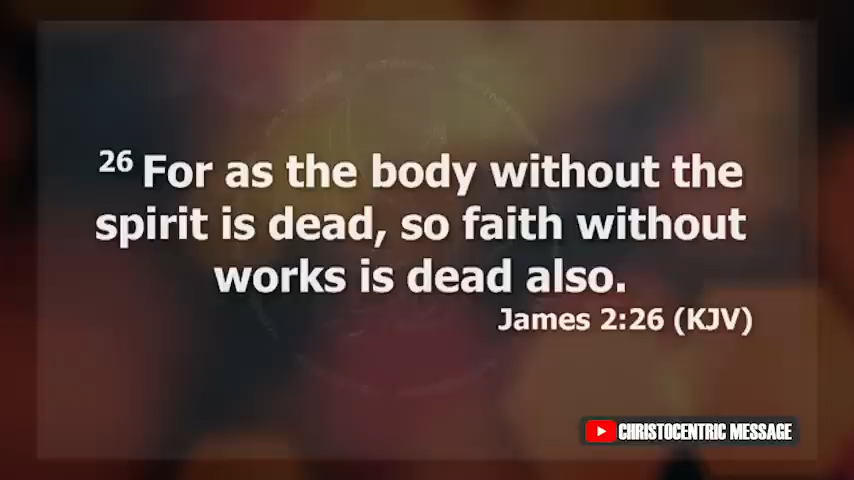 26 For as the body without the
spirit is dead, so faith without
works is dead also.
James 2:26 (KJV)
CHRISTOCENTRIC MESSAGE